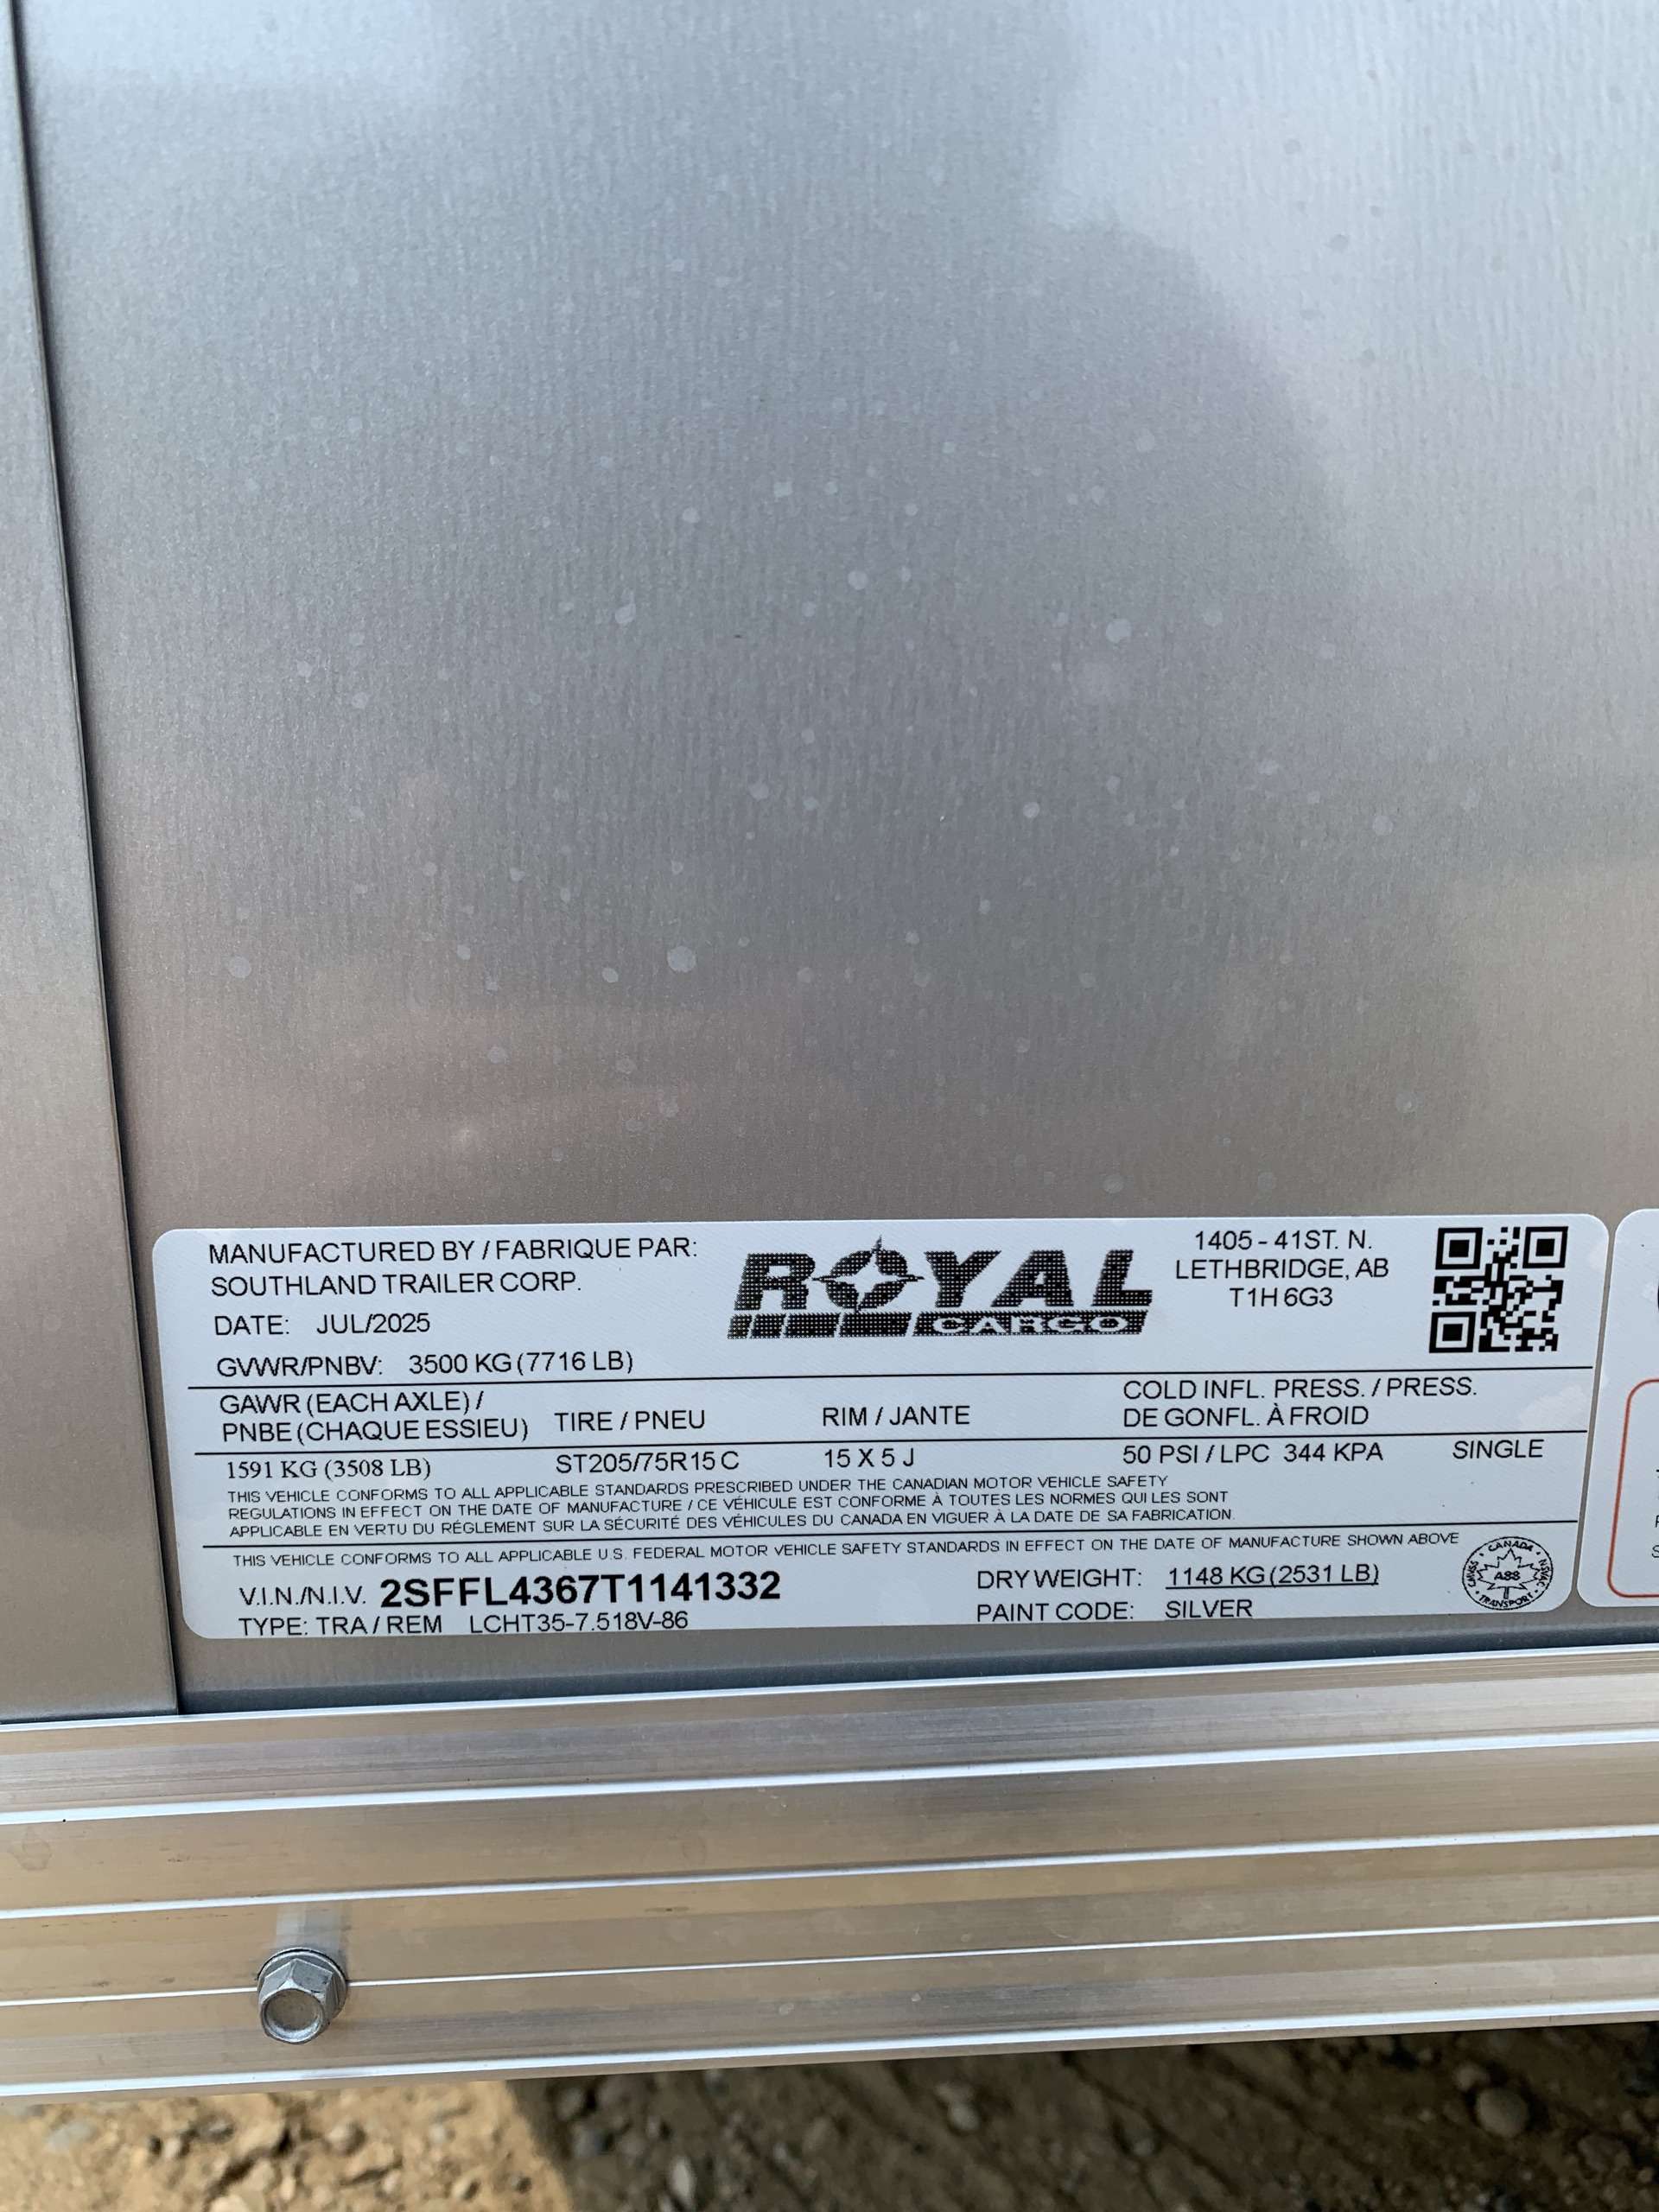 MANUFACTURED BY / FABRIQUE PAR:
SOUTHLAND TRAILER CORP.
DATE: JUL/2025
GVWR/PNBV: 3500 KG (7716 LB)
ROYAL
CARGO
1405 - 41ST. N.
LETHBRIDGE, AB
T1H 6G3
GAWR (EACH AXLE) /
PNBE (CHAQUE ESSIEU)
TIRE / PNEU
RIM / JANTE
COLD INFL. PRESS. / PRESS.
DE GONFL. À FROID
1591 KG (3508 LB) ST205/75R15 C 15 X 5 J 50 PSI / LPC 344 KPA SINGLE
THIS VEHICLE CONFORMS TO ALL APPLICABLE STANDARDS PRESCRIBED UNDER THE CANADIAN MOTOR VEHICLE SAFETY
REGULATIONS IN EFFECT ON THE DATE OF MANUFACTURE / CE VÉHICULE EST CONFORME À TOUTES LES NORMES QUI LES SONT
APPLICABLE EN VERTU DU RÉGLEMENT SUR LA SÉCURITÉ DES VÉHICULES DU CANADA EN VIGUER À LA DATE DE SA FABRICATION.
THIS VEHICLE CONFORMS TO ALL APPLICABLE U.S. FEDERAL MOTOR VEHICLE SAFETY STANDARDS IN EFFECT ON THE DATE OF MANUFACTURE SHOWN ABOVE
V.I.N./N.I.V. 2SFFL4367T1141332
TYPE: TRA / REM LCHT35-7.518V-86
DRY WEIGHT: 1148 KG (2531 LB)
PAINT CODE: SILVER
CANADA
TRANSPORT